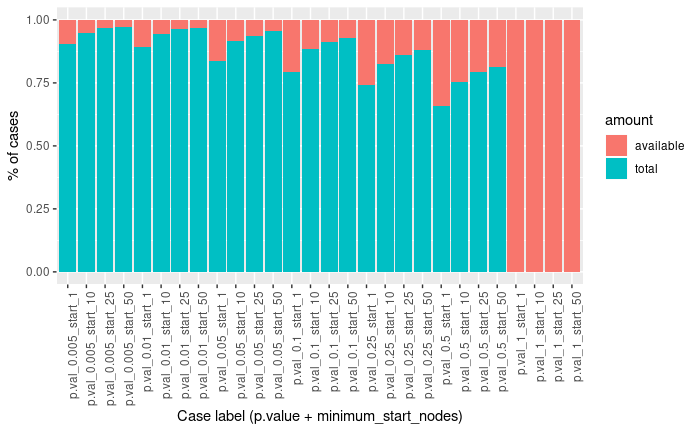 1.00
0.75
0.50
0.25
0.00
% of cases
p.val_0.005_start_1
p.val_0.005_start_10
p.val_0.005_start_25
p.val_0.005_start_50
p.val_0.01_start_1
p.val_0.01_start_10
p.val_0.01_start_25
p.val_0.01_start_50
p.val_0.05_start_1
p.val_0.05_start_10
p.val_0.05_start_25
p.val_0.05_start_50
p.val_0.1_start_1
p.val_0.1_start_10
p.val_0.1_start_25
p.val_0.1_start_50
p.val_0.25_start_1
p.val_0.25_start_10
p.val_0.25_start_25
p.val_0.25_start_50
p.val_0.5_start_1
p.val_0.5_start_10
p.val_0.5_start_25
p.val_0.5_start_50
p.val_1_start_1
p.val_1_start_10
p.val_1_start_25
p.val_1_start_50
Case label (p.value + minimum_start_nodes)
amount
available
total